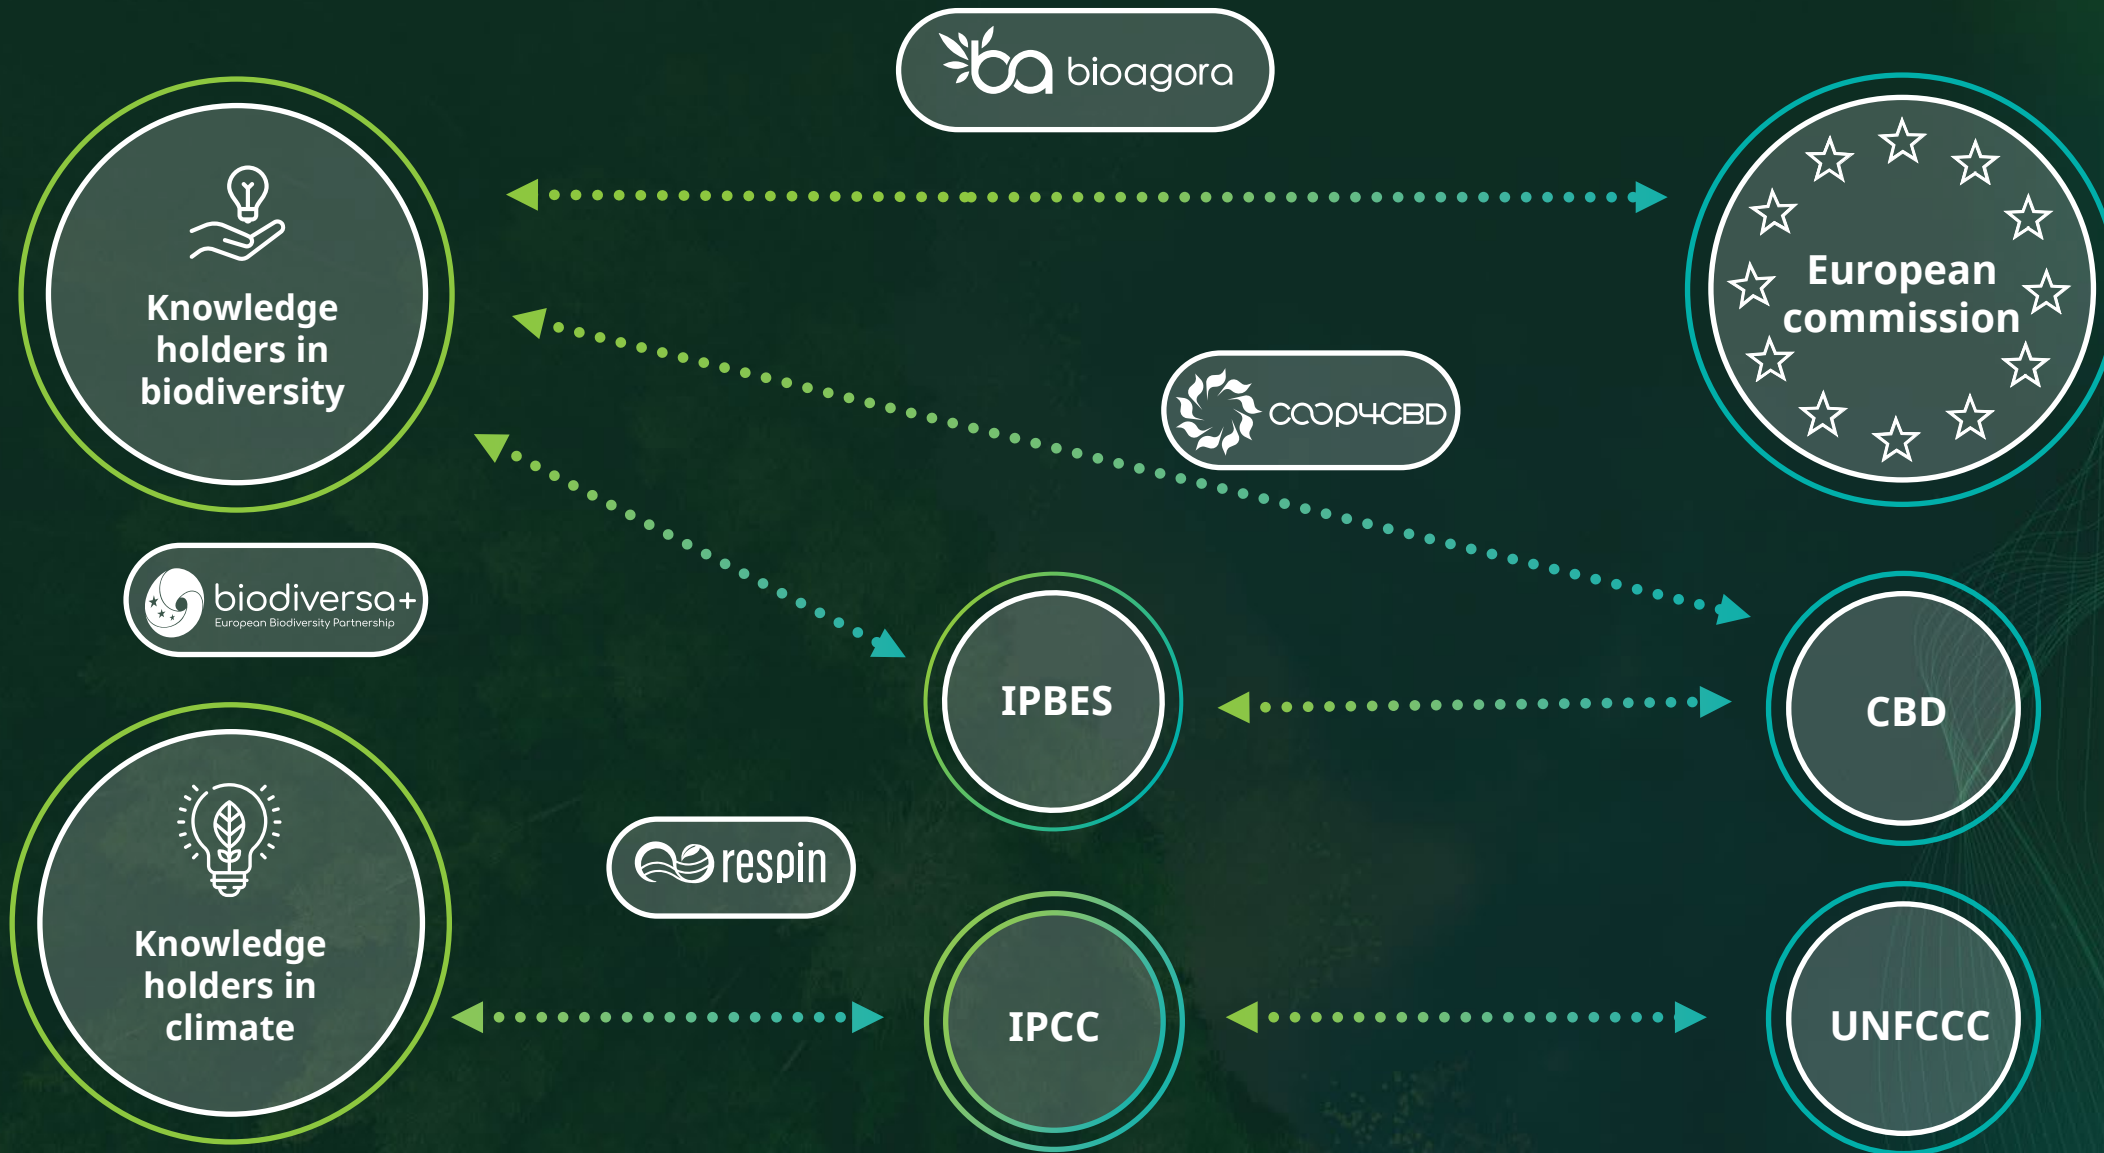 ba bioagora
Knowledge
holders in
biodiversity
European
commission
coop4CBD
biodiversa+
European Biodiversity Partnership
IPBES
CBD
respin
Knowledge
holders in
climate
IPCC
UNFCCC